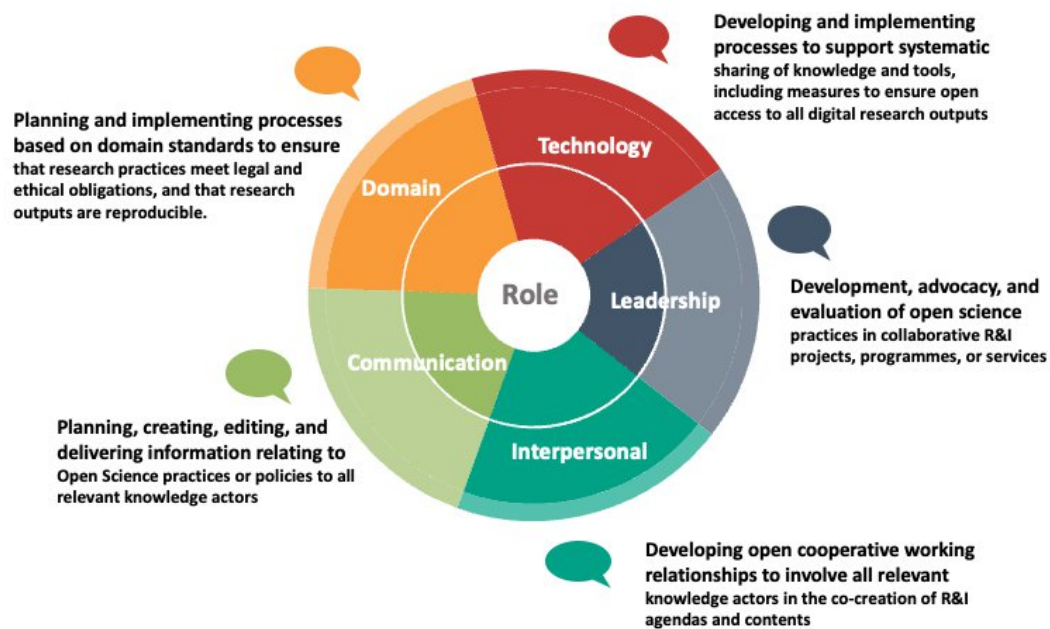 Developing and implementing
processes to support systematic
sharing of knowledge and tools,
including measures to ensure open
access to all digital research outputs
Planning and implementing processes
based on domain standards to ensure
that research practices meet legal and
ethical obligations, and that research
outputs are reproducible.
Technology
Domain
Role
Leadership
Communication
Interpersonal
Development, advocacy, and
evaluation of open science
practices in collaborative R&I
projects, programmes, or services
Planning, creating, editing, and
delivering information relating to
Open Science practices or policies to all
relevant knowledge actors
Developing open cooperative working
relationships to involve all relevant
knowledge actors in the co-creation of R&I
agendas and contents